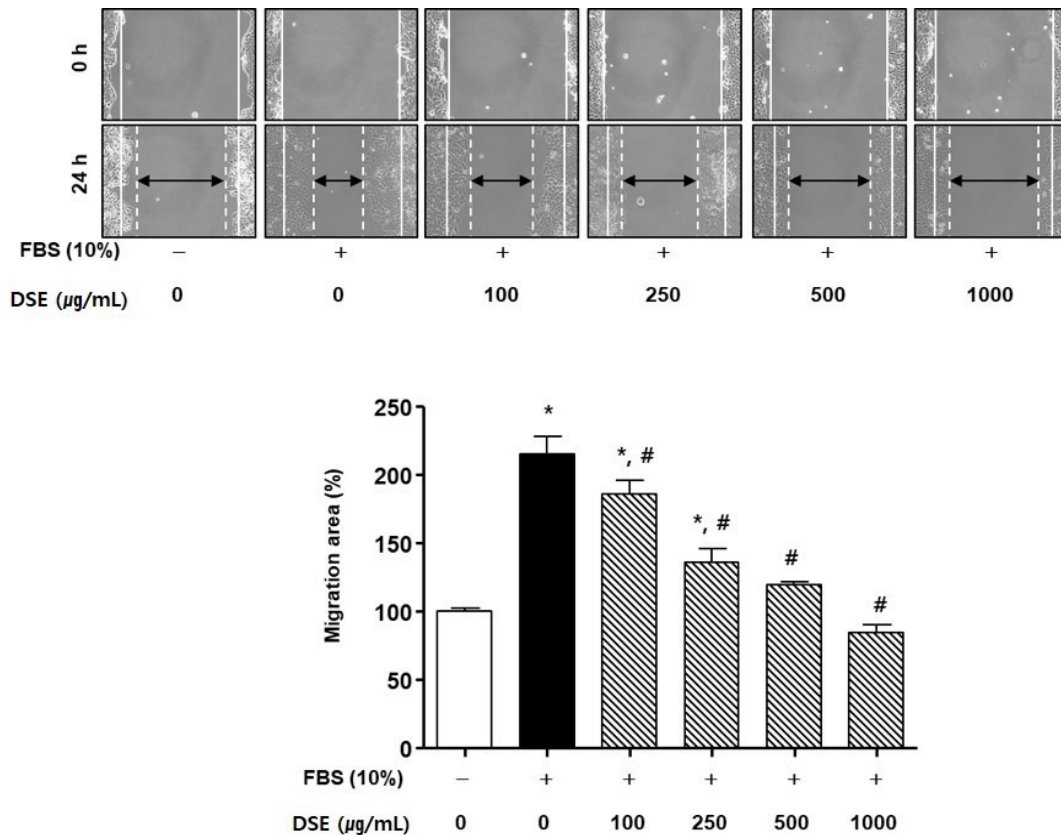 0 h
24 h
FBS (10%) − + + + + +
DSE (㎍/mL) 0 0 100 250 500 1000
250
200
150
100
50
0
Migration area (%)
*
*, #
*, #
#
#
FBS (10%) − + + + + +
DSE (㎍/mL) 0 0 100 250 500 1000